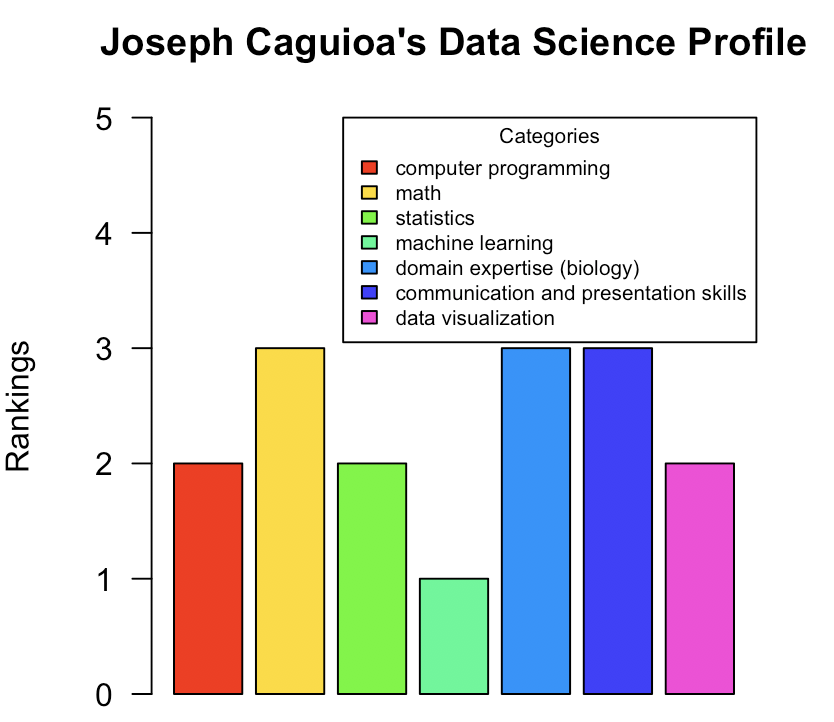 Joseph Caguioa's Data Science Profile
5
4
3
2
1
0
Rankings
Categories
computer programming
math
statistics
machine learning
domain expertise (biology)
communication and presentation skills
data visualization